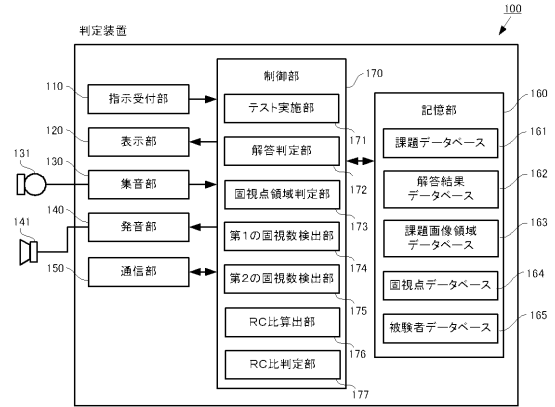 100
判定装置
110
指示受付部
120
表示部
131
130
集音部
141
140
発音部
150
通信部
制御部
170
テスト実施部
171
解答判定部
172
固視点領域判定部
173
第1の固視数検出部
174
第2の固視数検出部
175
RC比算出部
176
RC比判定部
177
記憶部
160
課題データベース
161
解答結果
データベース
162
課題画像領域
データベース
163
固視点データベース
164
被験者データベース
165